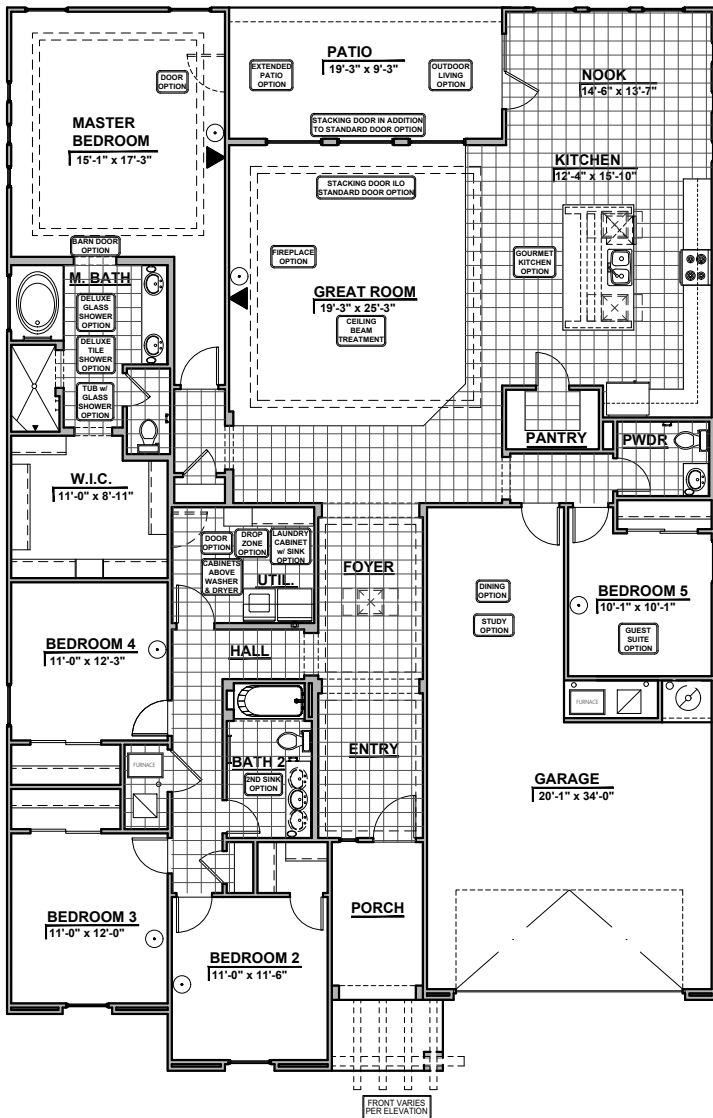 PATIO
19'-3" x 9'-3"
EXTENDED
PATIO
OPTION
OUTDOOR
LIVING
OPTION
STACKING DOOR IN ADDITION
TO STANDARD DOOR OPTION
DOOR
OPTION
MASTER
BEDROOM
15'-1" x 17'-3"
NOOK
14'-6" x 13'-7"
KITCHEN
12'-4" x 15'-10"
GOURMET
KITCHEN
OPTION
STACKING DOOR ILO
STANDARD DOOR OPTION
FIREPLACE
OPTION
GREAT ROOM
19'-3" x 25'-3"
CEILING
BEAM
TREATMENT
BARN DOOR
OPTION
M. BATH
DELUXE
GLASS
SHOWER
OPTION
DELUXE
TILE
SHOWER
OPTION
TUB w/
GLASS
SHOWER
OPTION
PANTRY
PWDR
W.I.C.
11'-0" x 8'-11"
DOOR
OPTION
DROP
ZONE
OPTION
LAUNDRY
CABINET
w/ SINK
OPTION
CABINETS
ABOVE
WASHER
& DRYER
UTIL.
FOYER
DINING
OPTION
STUDY
OPTION
BEDROOM 5
10'-1" x 10'-1"
GUEST
SUITE
OPTION
BEDROOM 4
11'-0" x 12'-3"
HALL
FURNACE
FURNACE
BATH 2
2ND SINK
OPTION
ENTRY
GARAGE
20'-1" x 34'-0"
BEDROOM 3
11'-0" x 12'-0"
BEDROOM 2
11'-0" x 11'-6"
PORCH
FRONT VARIES
PER ELEVATION